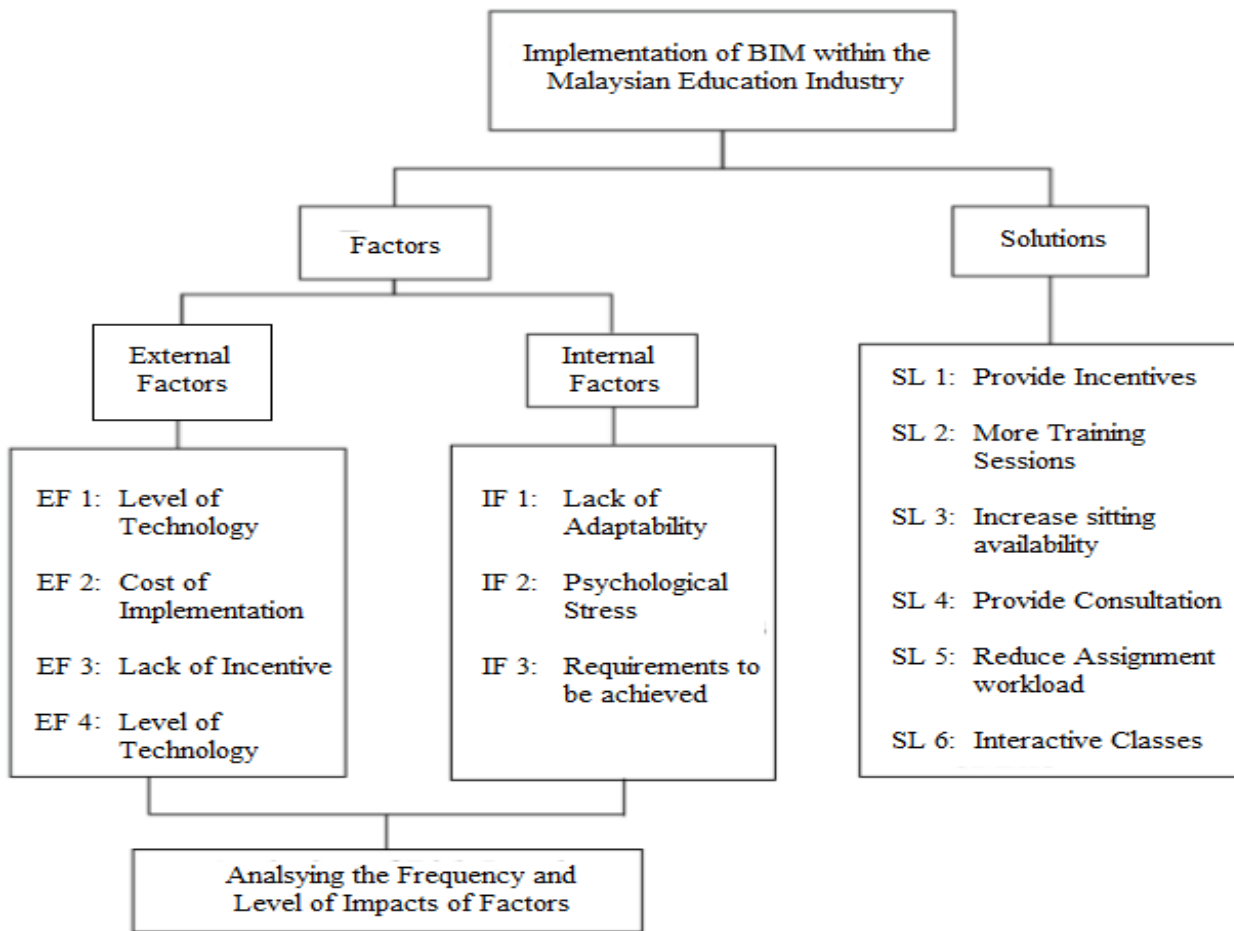 Implementation of BIM within the
Malaysian Education Industry
Factors
Solutions
External
Factors
Internal
Factors
EF 1: Level of
Technology
EF 2: Cost of
Implementation
EF 3: Lack of Incentive
EF 4: Level of
Technology
IF 1: Lack of
Adaptability
IF 2: Psychological
Stress
IF 3: Requirements to
be achieved
SL 1: Provide Incentives
SL 2: More Training
Sessions
SL 3: Increase sitting
availability
SL 4: Provide Consultation
SL 5: Reduce Assignment
workload
SL 6: Interactive Classes
Analsying the Frequency and
Level of Impacts of Factors